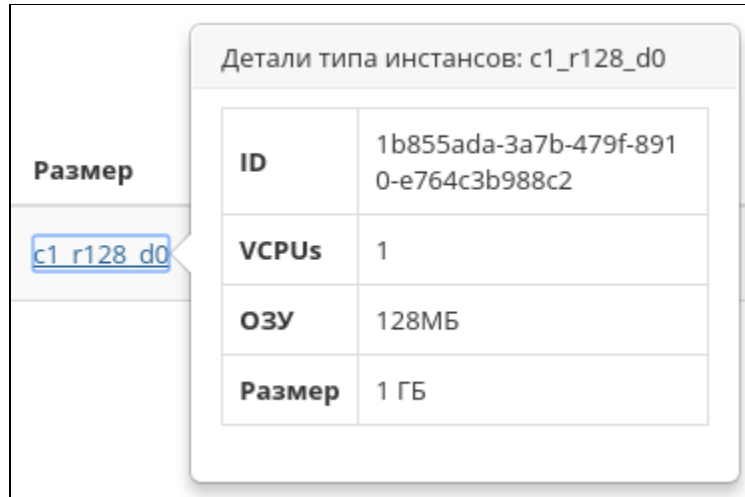 Детали типа инстансов: c1_r128_d0
Размер
c1_r128_d0
ID
1b855ada-3a7b-479f-891
0-e764c3b988c2
VCPUs
1
ОЗУ
128МБ
Размер
1 ГБ